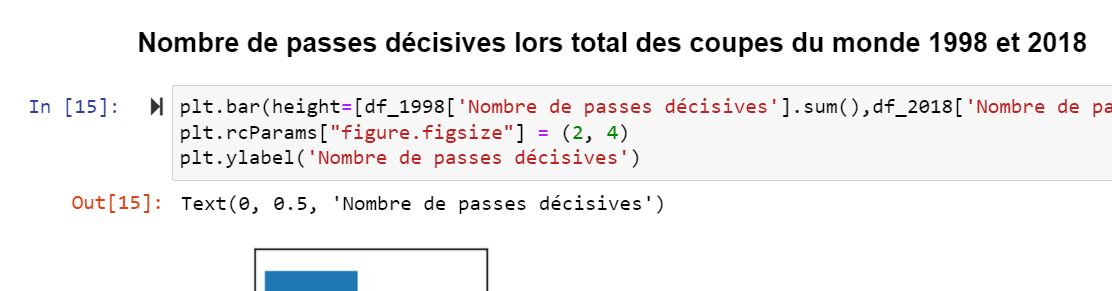 Nombre de passes décisives lors total des coupes du monde 1998 et 2018
In [15]: plt.bar(height=[df_1998['Nombre de passes décisives'].sum(),df_2018['Nombre de pa
plt.rcParams["figure.figsize"] = (2, 4)
plt.ylabel('Nombre de passes décisives')
Out[15]: Text(0, 0.5, 'Nombre de passes décisives')